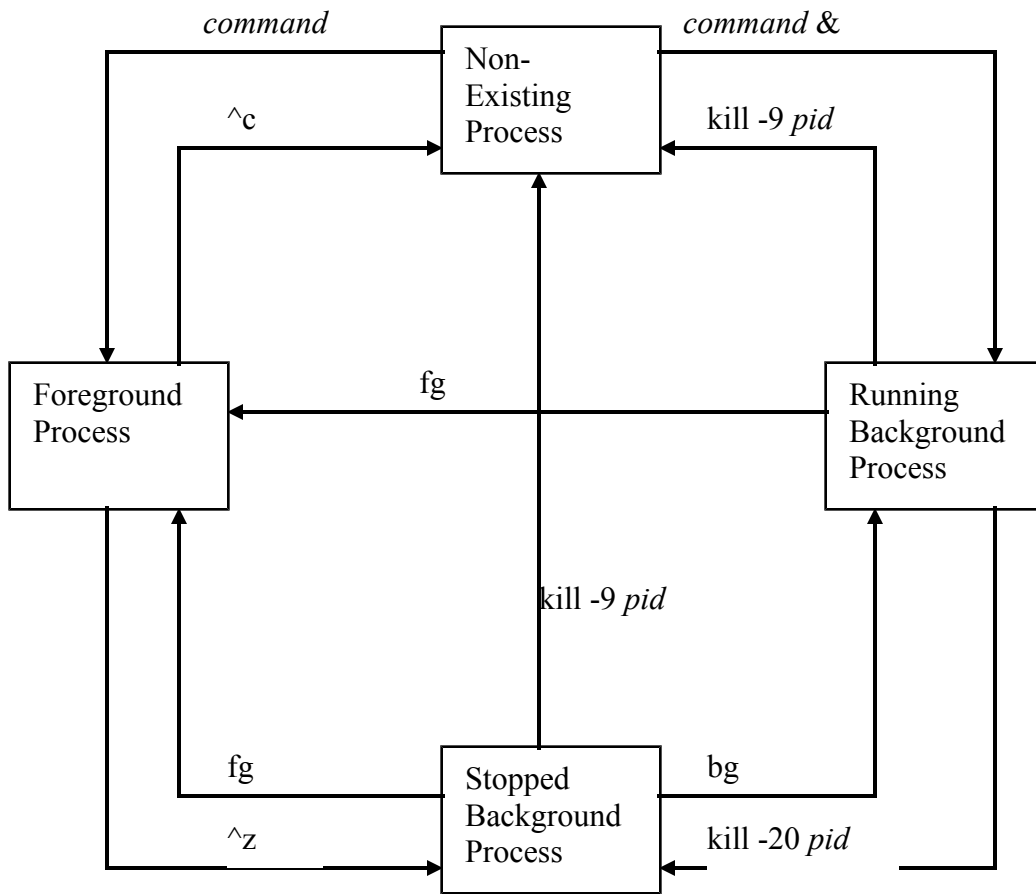 command
command &
Non-
Existing
Process
^c
kill -9 pid
Foreground
Process
fg
Running
Background
Process
kill -9 pid
fg
Stopped
Background
Process
bg
^z
kill -20 pid